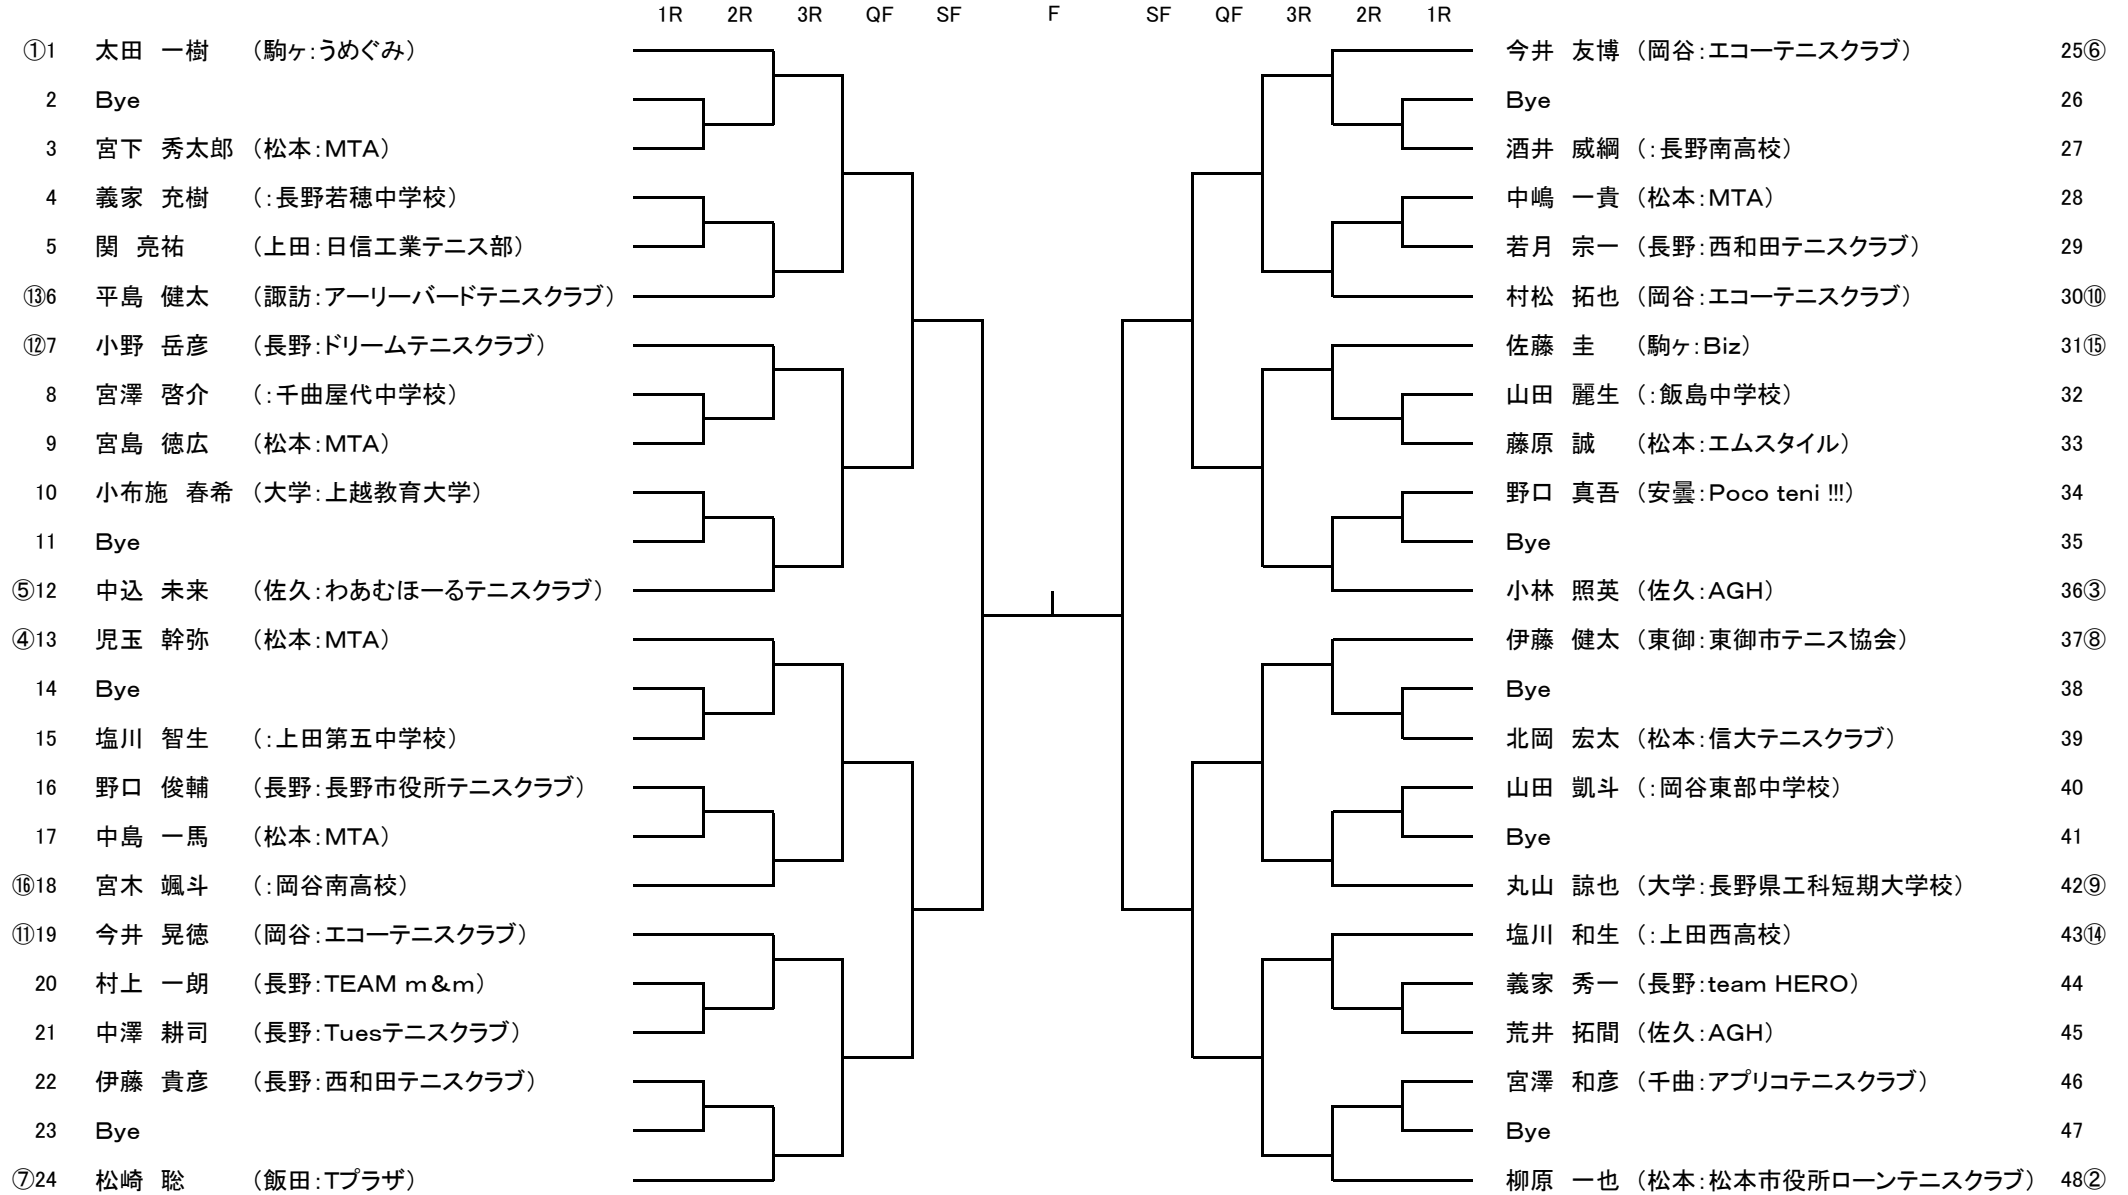 1R 2R 3R QF SF F SF QF 3R 2R 1R
①1 太田 一樹 （駒ヶ：うめぐみ） 今井 友博 （岡谷：エコーテニスクラブ） 25⑥
2 Bye Bye 26
3 宮下 秀太郎 （松本：MTA） 酒井 威綱 （：長野南高校） 27
4 義家 充樹 （：長野若穂中学校） 中嶋 一貴 （松本：MTA） 28
5 関 亮祐 （上田：日信工業テニス部） 若月 宗一 （長野：西和田テニスクラブ） 29
⑬6 平島 健太 （諏訪：アーリーバードテニスクラブ） 村松 拓也 （岡谷：エコーテニスクラブ） 30⑩
⑫7 小野 岳彦 （長野：ドリームテニスクラブ） 佐藤 圭 （駒ヶ：Biz） 31⑮
8 宮澤 啓介 （：千曲屋代中学校） 山田 麗生 （：飯島中学校） 32
9 宮島 徳広 （松本：MTA） 藤原 誠 （松本：エムスタイル） 33
10 小布施 春希 （大学：上越教育大学） 野口 真吾 （安曇：Poco teni !!!） 34
11 Bye Bye 35
⑤12 中込 未来 （佐久：わあむほーるテニスクラブ） 小林 照英 （佐久：AGH） 36③
④13 児玉 幹弥 （松本：MTA） 伊藤 健太 （東御：東御市テニス協会） 37⑧
14 Bye Bye 38
15 塩川 智生 （：上田第五中学校） 北岡 宏太 （松本：信大テニスクラブ） 39
16 野口 俊輔 （長野：長野市役所テニスクラブ） 山田 凱斗 （：岡谷東部中学校） 40
17 中島 一馬 （松本：MTA） Bye 41
⑯18 宮木 颯斗 （：岡谷南高校） 丸山 諒也 （大学：長野県工科短期大学校） 42⑨
⑪19 今井 晃徳 （岡谷：エコーテニスクラブ） 塩川 和生 （：上田西高校） 43⑭
20 村上 一朗 （長野：TEAM m＆m） 義家 秀一 （長野：team HERO） 44
21 中澤 耕司 （長野：Tuesテニスクラブ） 荒井 拓間 （佐久：AGH） 45
22 伊藤 貴彦 （長野：西和田テニスクラブ） 宮澤 和彦 （千曲：アプリコテニスクラブ） 46
23 Bye Bye 47
⑦24 松崎 聡 （飯田：Tプラザ） 柳原 一也 （松本：松本市役所ローンテニスクラブ） 48②